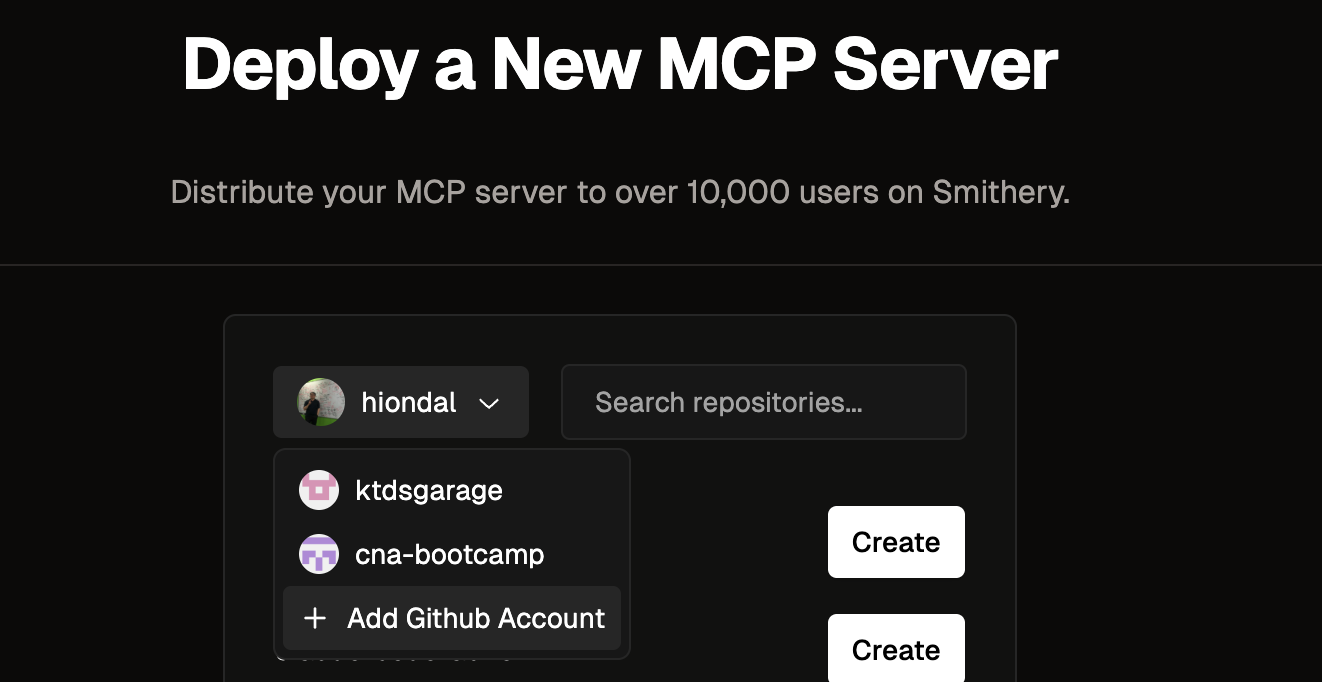 Deploy a New MCP Server
Distribute your MCP server to over 10,000 users on Smithery.
hiondal
Search repositories...
ktdsgarage
cna-bootcamp
Create
Add Github Account
Create